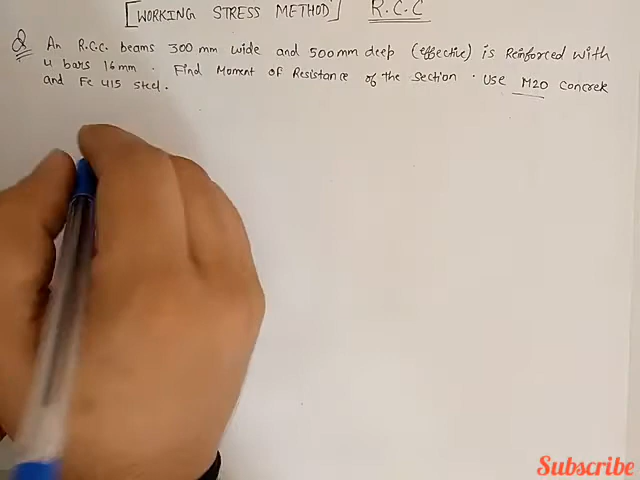 [WORKING STRESS METHOD] R.C.C
Q An R.C.C. beams 300 mm wide and 500 mm deep (effective) is Reinforced with
4 bars 16 mm . Find Moment of Resistance of the section . Use M20 Concrek
and Fe 415 steel.
Subscribe